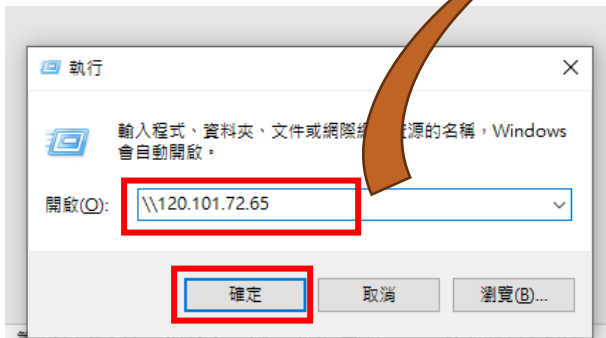 執行
輸入程式、資料夾、文件或網際 資源的名稱,Windows
會自動開啟。
開啟(O):
\\120.101.72.65
確定
取消
瀏覽(B)...